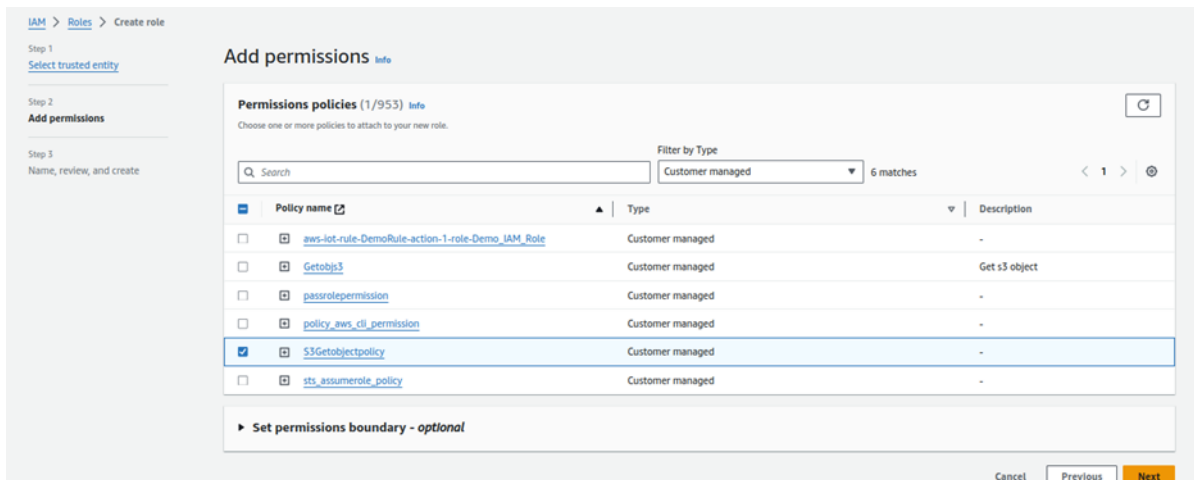 IAM > Roles > Create role
Step 1
Select trusted entity
Step 2
Add permissions
Step 3
Name, review, and create
Add permissions Info
Permissions policies (1/953) Info
Choose one or more policies to attach to your new role.
Filter by Type
Search
Customer managed
6 matches
< 1 >
Policy name
Type
Description
aws-iot-rule-DemoRule-action-1-role-Demo_IAM_Role Customer managed -
Getobjs3 Customer managed Get s3 object
passrolepermission Customer managed -
policy_aws_cli_permission Customer managed -
S3Getobjectpolicy Customer managed -
sts_assumerole_policy Customer managed -
Set permissions boundary - optional
Cancel Previous Next